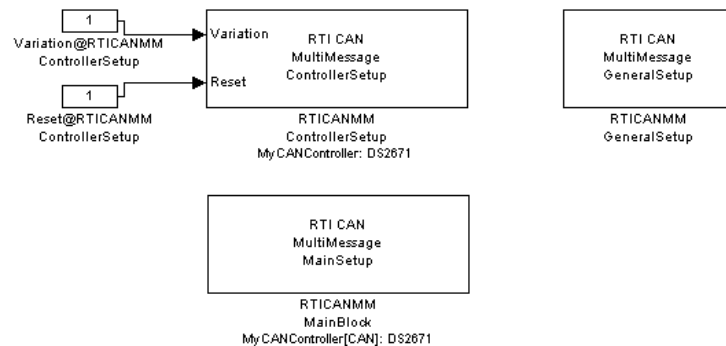 1
Variation@RTICANMM
ControllerSetup
1
Reset@RTICANMM
ControllerSetup
Variation
Reset
RTI CAN
MultiMessage
ControllerSetup
RTICANMM
ControllerSetup
MyCANController: DS2671
RTI CAN
MultiMessage
GeneralSetup
RTICANMM
GeneralSetup
RTI CAN
MultiMessage
MainSetup
RTICANMM
MainBlock
MyCANController[CAN]: DS2671